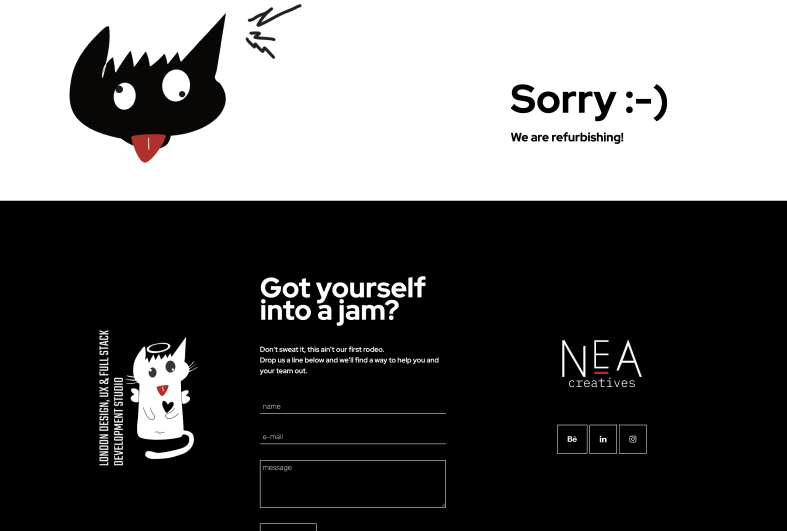 Sorry :-)
We are refurbishing!
LONDON DESIGN, UX & FULL STACK
DEVELOPMENT STUDIO
Got yourself
into a jam?
Don't sweat it, this ain't our first rodeo.
Drop us a line below and we'll find a way to help you and
your team out.
name
e-mail
message
NEA
creatives
Bē
in